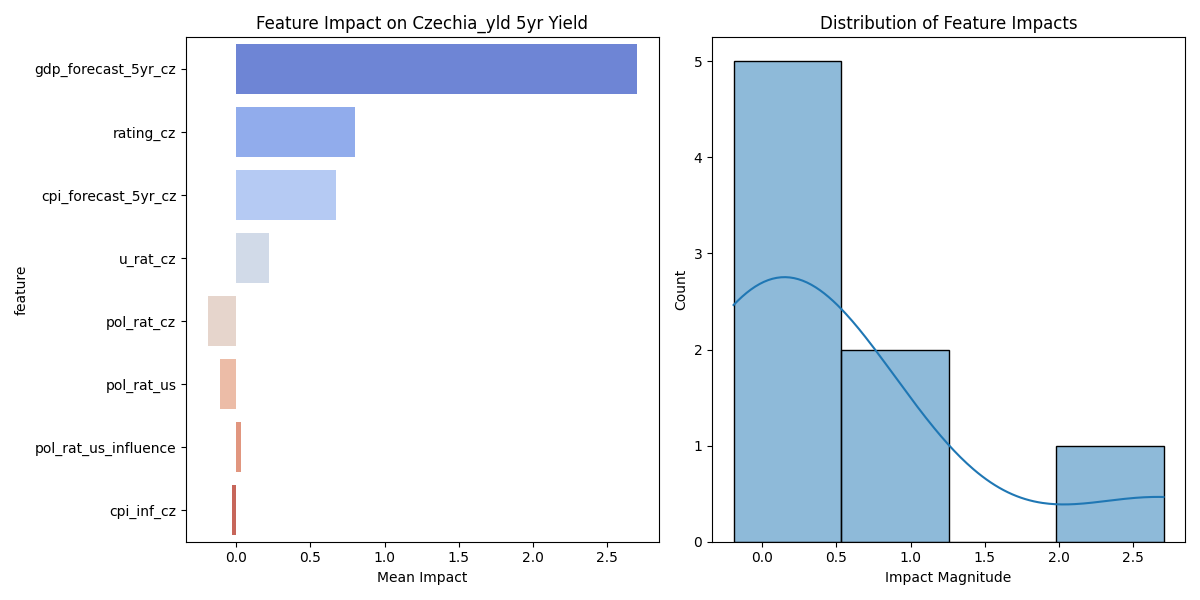 Feature Impact on Czechia_yld 5yr Yield
feature
gdp_forecast_5yr_cz
rating_cz
cpi_forecast_5yr_cz
u_rat_cz
pol_rat_cz
pol_rat_us
pol_rat_us_influence
cpi_inf_cz
0.0 0.5 1.0 1.5 2.0 2.5
Mean Impact
Distribution of Feature Impacts
Count
5
4
3
2
1
0
0.0 0.5 1.0 1.5 2.0 2.5
Impact Magnitude